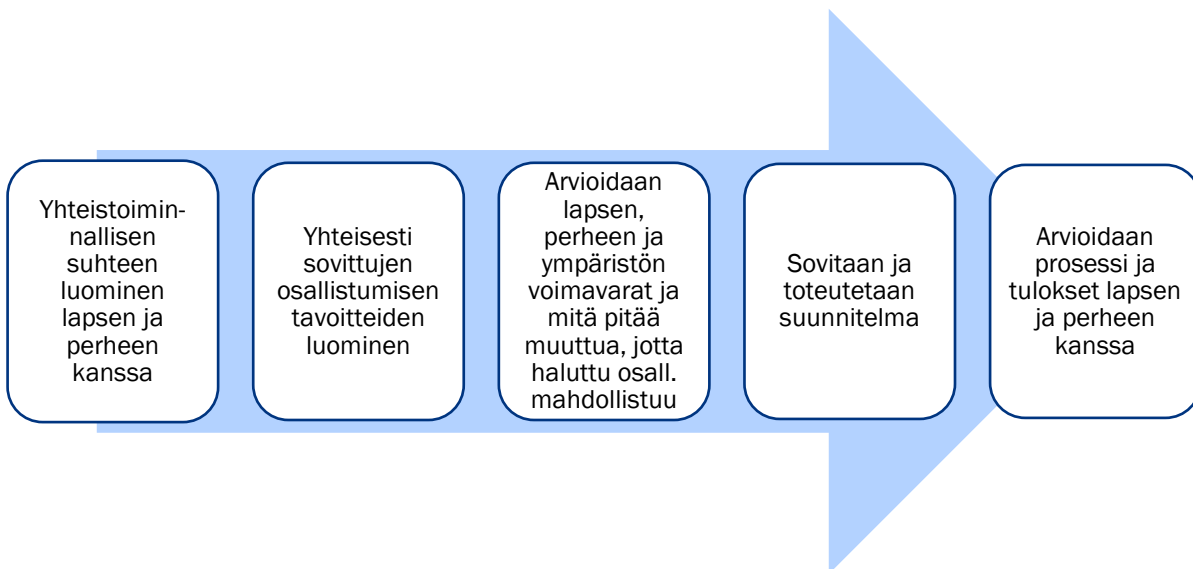 Yhteistoimin-
nallisen
suhteen
luominen
lapsen ja
perheen
kanssa
Yhteisesti
sovittujen
osallistumisen
tavoitteiden
luominen
Arvioidaan
lapsen,
perheen ja
ympäristön
voimavarat ja
mitä pitää
muuttua, jotta
haluttu osall.
mahdollistuu
Sovitaan ja
toteutetaan
suunnitelma
Arvioidaan
prosessi ja
tulokset lapsen
ja perheen
kanssa